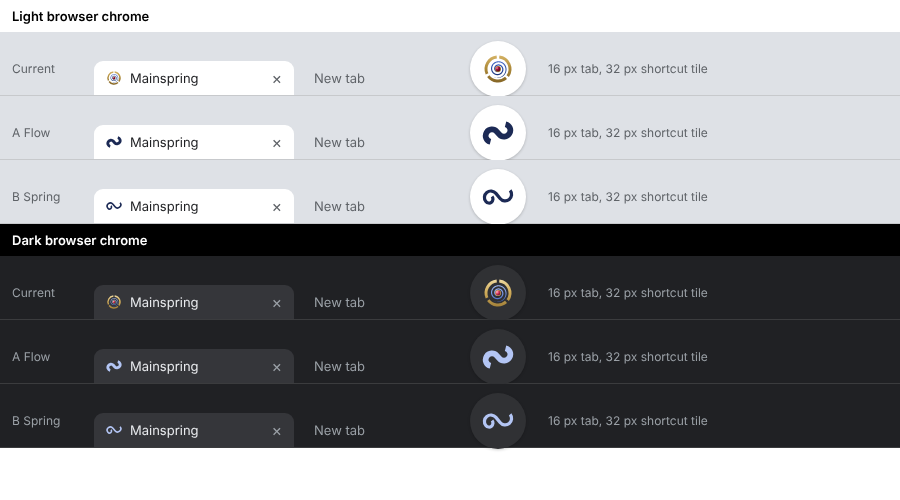 Light browser chrome
Current Mainspring × New tab 16 px tab, 32 px shortcut tile
A Flow Mainspring × New tab 16 px tab, 32 px shortcut tile
B Spring Mainspring × New tab 16 px tab, 32 px shortcut tile
Dark browser chrome
Current Mainspring × New tab 16 px tab, 32 px shortcut tile
A Flow Mainspring × New tab 16 px tab, 32 px shortcut tile
B Spring Mainspring × New tab 16 px tab, 32 px shortcut tile